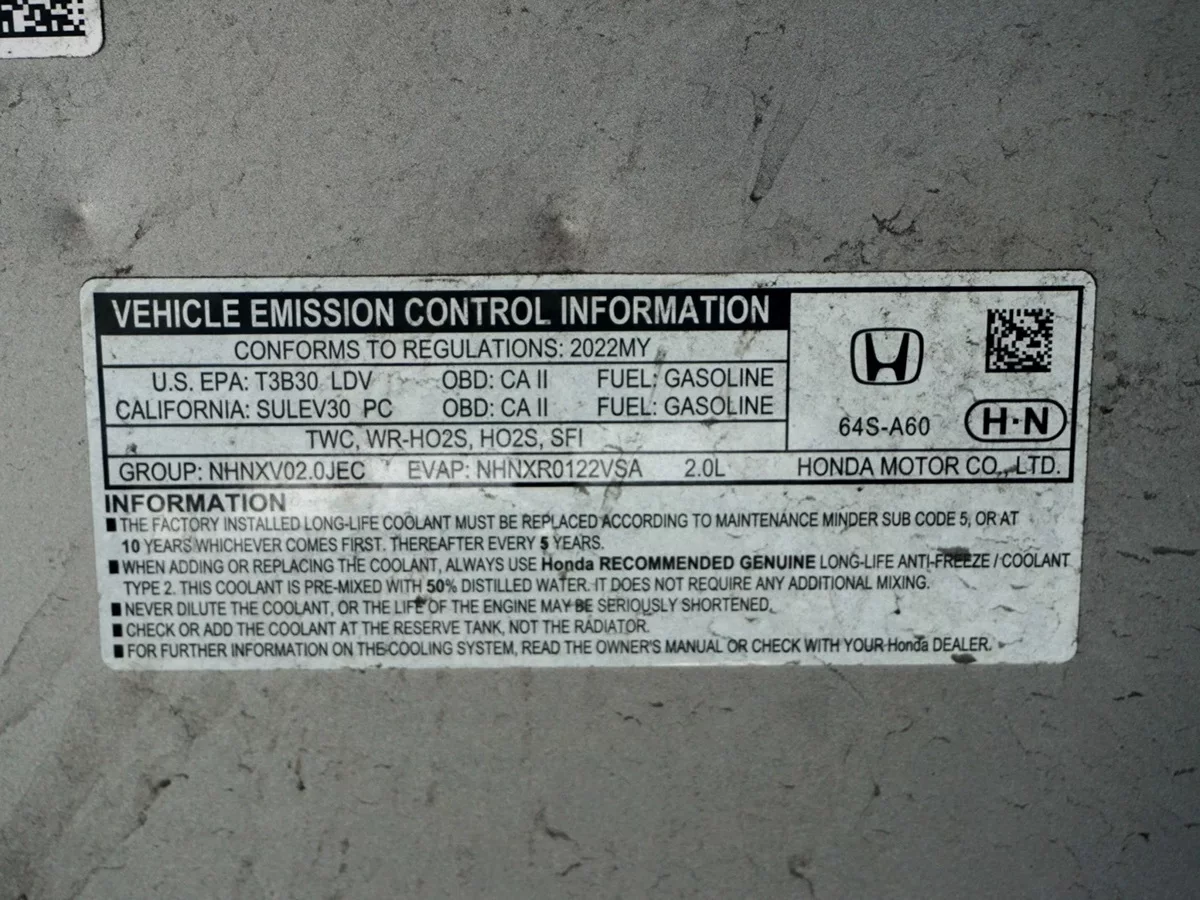 VEHICLE EMISSION CONTROL INFORMATION
CONFORMS TO REGULATIONS: 2022MY
U.S. EPA: T3B30 LDV OBD: CA II FUEL: GASOLINE
CALIFORNIA: SULEV30 PC OBD: CA II FUEL: GASOLINE
TWC, WR-HO2S, HO2S, SFI
64S-A60 H·N
GROUP: NHNXV02.0JEC EVAP: NHNXR0122VSA 2.0L HONDA MOTOR CO., LTD.
INFORMATION
■ THE FACTORY INSTALLED LONG-LIFE COOLANT MUST BE REPLACED ACCORDING TO MAINTENANCE MINDER SUB CODE 5, OR AT
10 YEARS WHICHEVER COMES FIRST. THEREAFTER EVERY 5 YEARS.
■ WHEN ADDING OR REPLACING THE COOLANT, ALWAYS USE Honda RECOMMENDED GENUINE LONG-LIFE ANTI-FREEZE / COOLANT
TYPE 2. THIS COOLANT IS PRE-MIXED WITH 50% DISTILLED WATER. IT DOES NOT REQUIRE ANY ADDITIONAL MIXING.
■ NEVER DILUTE THE COOLANT, OR THE LIFE OF THE ENGINE MAY BE SERIOUSLY SHORTENED.
■ CHECK OR ADD THE COOLANT AT THE RESERVE TANK, NOT THE RADIATOR.
■ FOR FURTHER INFORMATION ON THE COOLING SYSTEM, READ THE OWNER'S MANUAL OR CHECK WITH YOUR Honda DEALER.